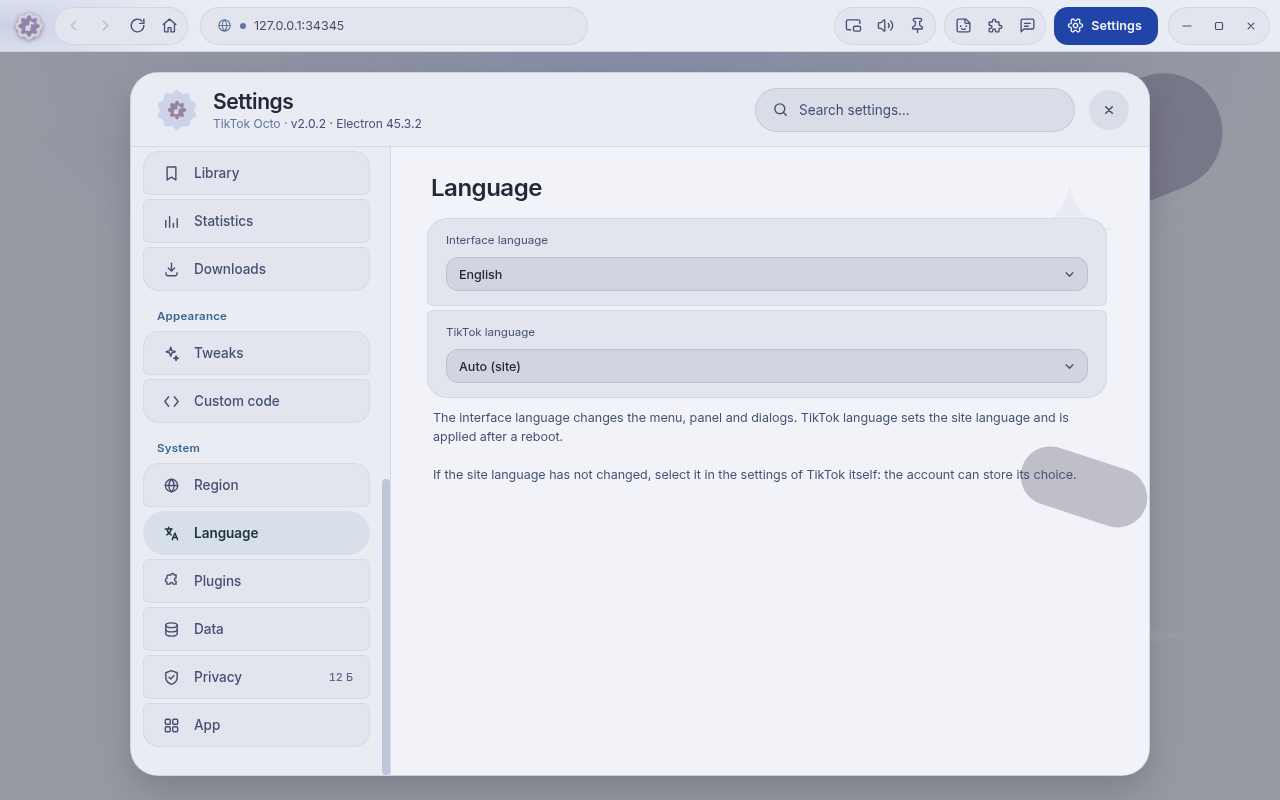 127.0.0.1:34345
Settings
Settings
TikTok Octo · v2.0.2 · Electron 45.3.2
Search settings...
Library
Statistics
Downloads
Appearance
Tweaks
Custom code
System
Region
Language
Plugins
Data
Privacy
12 Б
App
Language
Interface language
English
TikTok language
Auto (site)
The interface language changes the menu, panel and dialogs. TikTok language sets the site language and is
applied after a reboot.
If the site language has not changed, select it in the settings of TikTok itself: the account can store its choice.